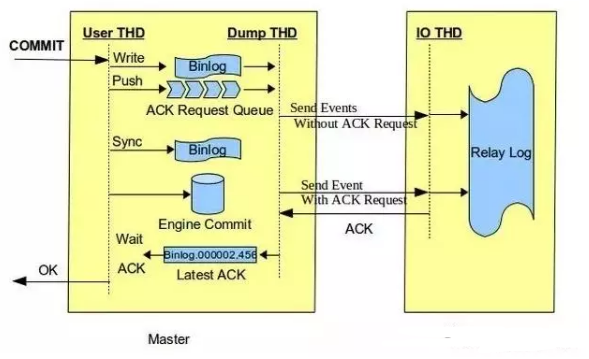 User THD
Dump THD
IO THD
COMMIT
Write
Binlog
Push
ACK Request Queue
Send Events
Without ACK Request
Sync
Binlog
Relay Log
Send Event
With ACK Request
Engine Commit
ACK
Wait
ACK
Binlog.000002.456
Latest ACK
OK
Master